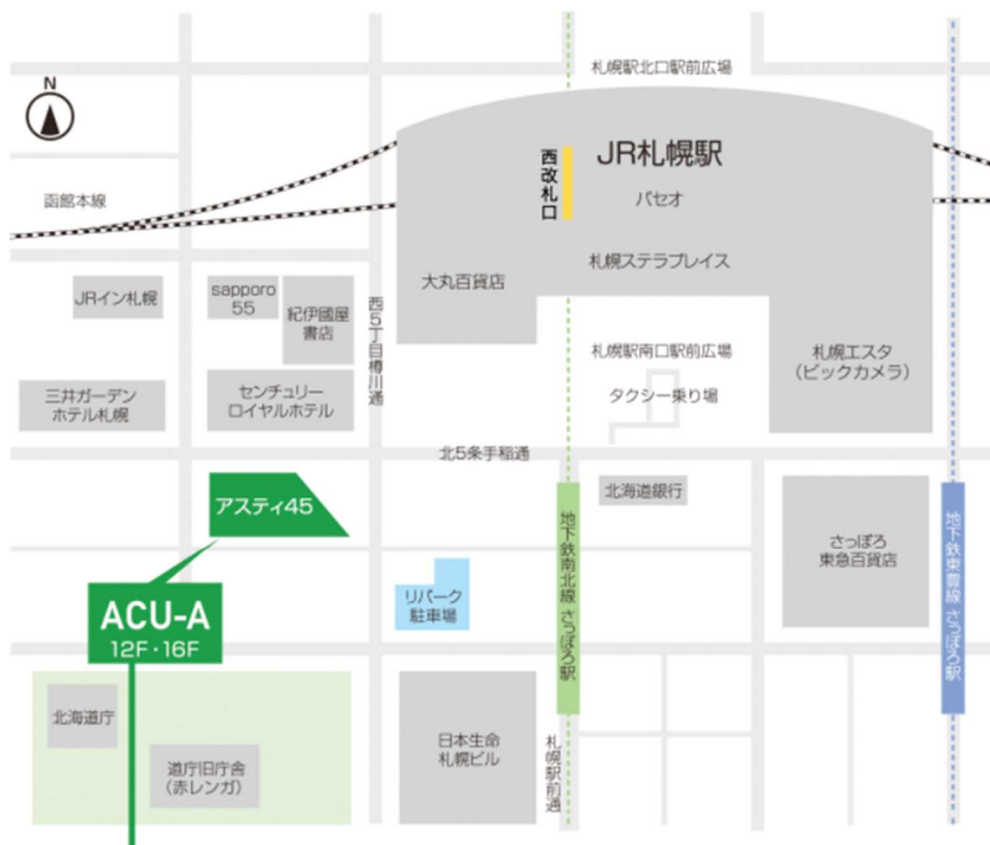 札幌駅北口駅前広場
N
JR札幌駅
西改札口
パセオ
函館本線
札幌ステラプレイス
大丸百貨店
JRイン札幌
sapporo
55
紀伊國屋
書店
西5丁目樽川通
札幌駅南口駅前広場
札幌エスタ
（ビックカメラ）
タクシー乗り場
三井ガーデン
ホテル札幌
センチュリー
ロイヤルホテル
北5条手稲通
アスティ45
北海道銀行
地下鉄南北線 さっぽろ駅
さっぽろ
東急百貨店
地下鉄東豊線 さっぽろ駅
リパーク
駐車場
ACU-A
12F・16F
北海道庁
道庁旧庁舎
（赤レンガ）
日本生命
札幌ビル
札幌駅前通